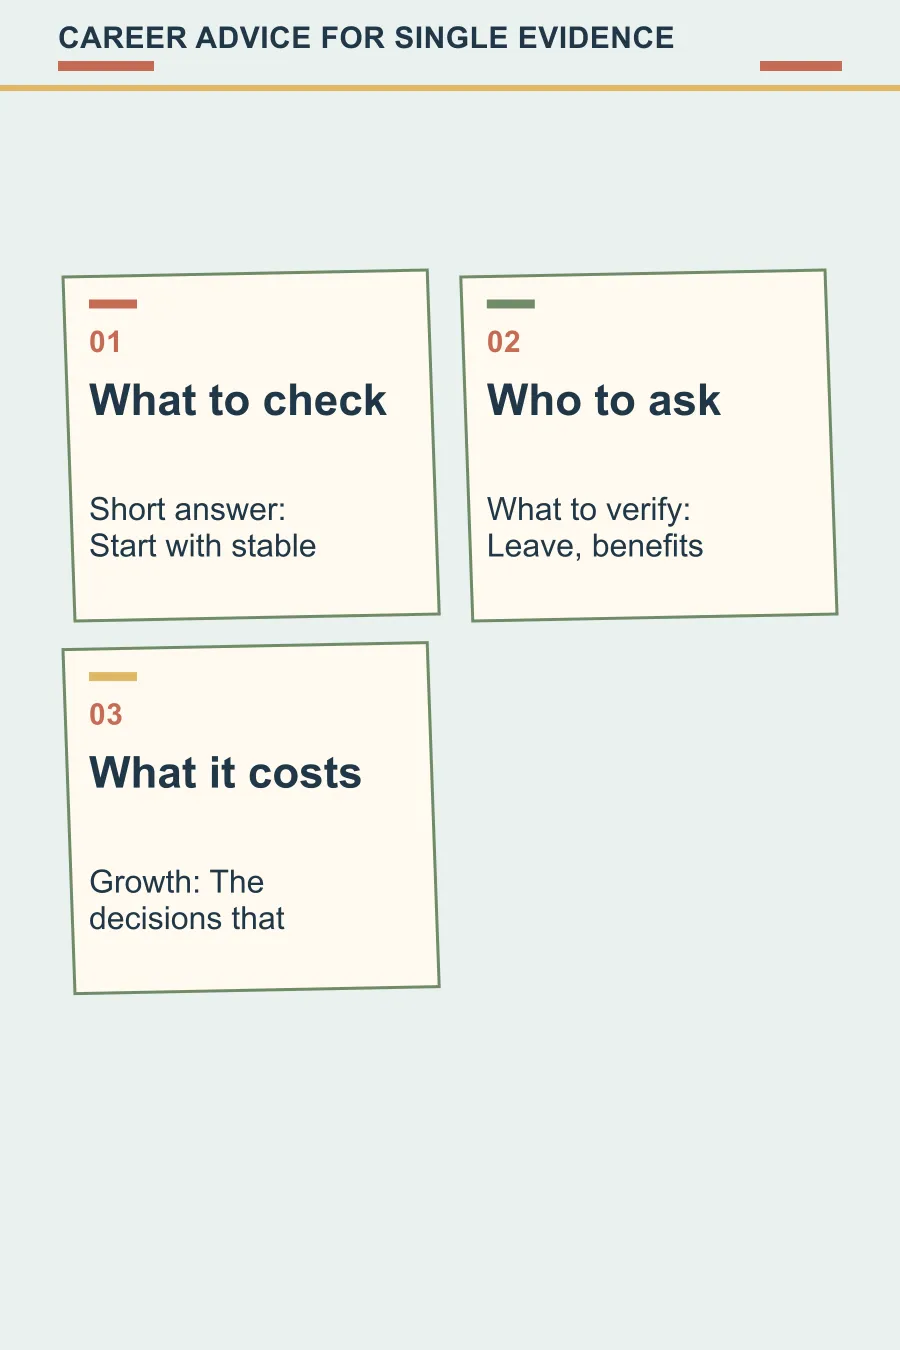 CAREER ADVICE FOR SINGLE EVIDENCE
01
What to check
Short answer:
Start with stable
02
Who to ask
What to verify:
Leave, benefits
03
What it costs
Growth: The
decisions that